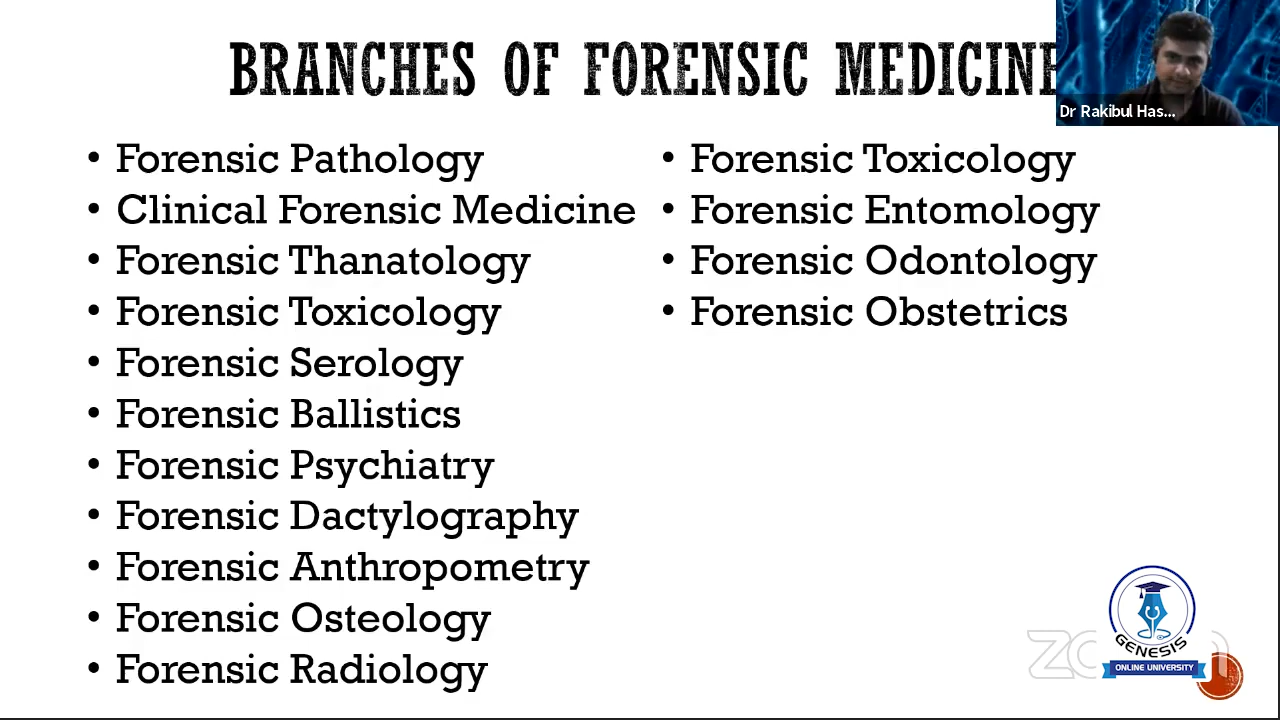 BRANCHES OF FORENSIC MEDICINE
Dr Rakibul Has...
• Forensic Pathology
• Clinical Forensic Medicine
• Forensic Thanatology
• Forensic Toxicology
• Forensic Serology
• Forensic Ballistics
• Forensic Psychiatry
• Forensic Dactylography
• Forensic Anthropometry
• Forensic Osteology
• Forensic Radiology
• Forensic Toxicology
• Forensic Entomology
• Forensic Odontology
• Forensic Obstetrics
GENESIS
ONLINE UNIVERSITY